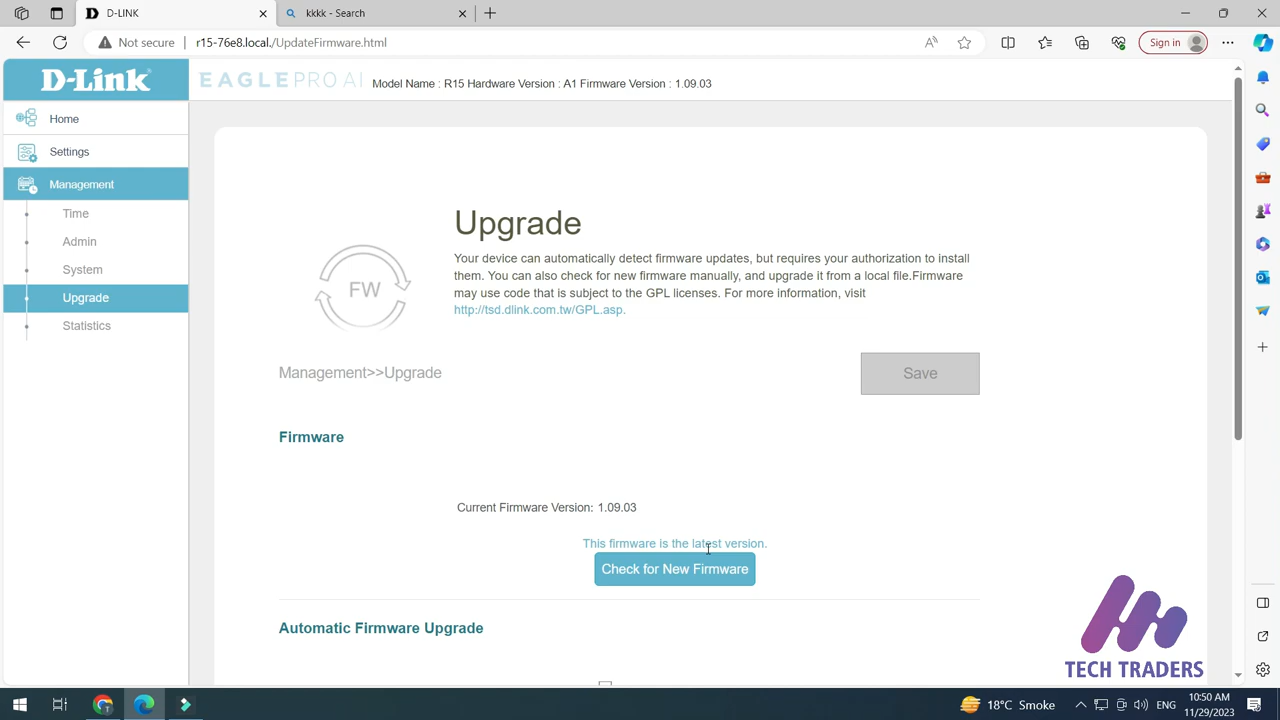 D-LINK
kkkk - Search
Not secure
r15-76e8.local./UpdateFirmware.html
Sign in
D-Link
EAGLE PRO AI
Model Name : R15 Hardware Version : A1 Firmware Version : 1.09.03
Home
Settings
Management
Time
Admin
System
Upgrade
Statistics
Upgrade
FW
Your device can automatically detect firmware updates, but requires your authorization to install
them. You can also check for new firmware manually, and upgrade it from a local file.Firmware
may use code that is subject to the GPL licenses. For more information, visit
http://tsd.dlink.com.tw/GPL.asp.
Management>>Upgrade
Save
Firmware
Current Firmware Version: 1.09.03
This firmware is the latest version.
Check for New Firmware
Automatic Firmware Upgrade
TECH TRADERS
18°C Smoke
ENG
10:50 AM
11/29/2023